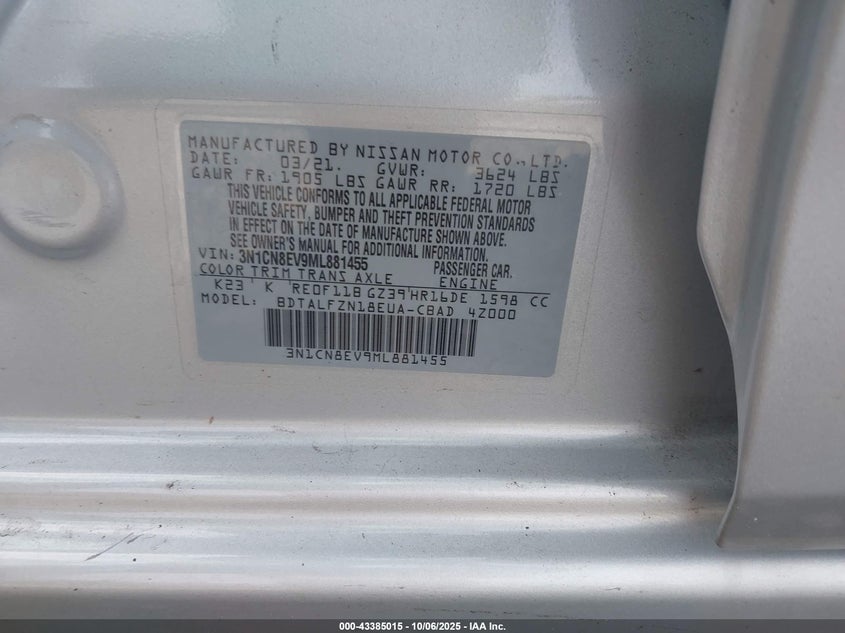 MANUFACTURED BY NISSAN MOTOR CO.,LTD.
DATE: 03/21. GVWR: 3624 LBS
GAWR FR: 1905 LBS GAWR RR: 1720 LBS
THIS VEHICLE CONFORMS TO ALL APPLICABLE FEDERAL MOTOR
VEHICLE SAFETY, BUMPER AND THEFT PREVENTION STANDARDS
IN EFFECT ON THE DATE OF MANUFACTURE SHOWN ABOVE.
SEE OWNER'S MANUAL FOR ADDITIONAL INFORMATION.
VIN: 3N1CN8EV9ML881455 PASSENGER CAR.
COLOR TRIM TRANS AXLE ENGINE
K23 ' K 'RE0F11B GZ39'HR16DE 1598 CC
MODEL: BDTALFZN18EUA-CBAD 4Z000
3N1CN8EV9ML881455
000-43385015 - 10/06/2025 - IAA Inc.